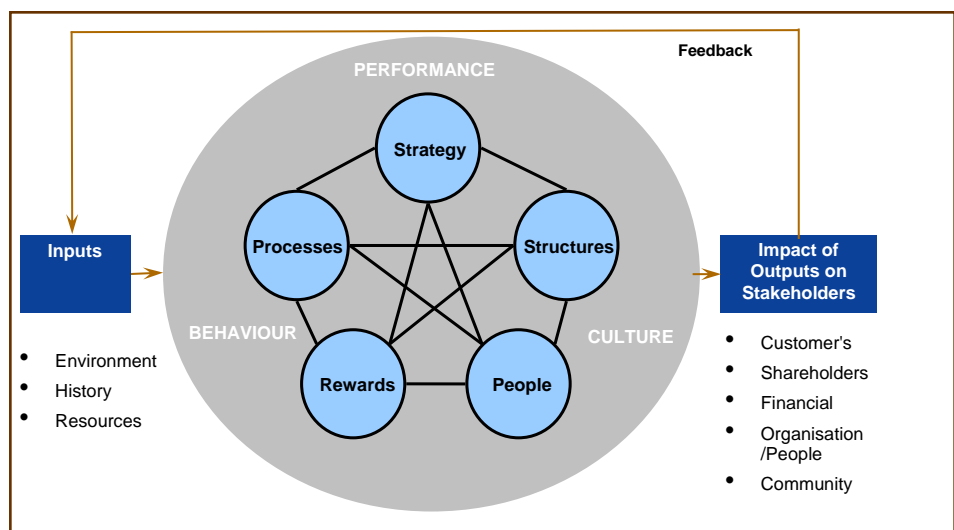 Feedback
PERFORMANCE
Strategy
Processes
Structures
Inputs
Impact of
Outputs on
Stakeholders
BEHAVIOUR
CULTURE
Rewards
People
• Environment
• History
• Resources
• Customer's
• Shareholders
• Financial
• Organisation
/People
• Community